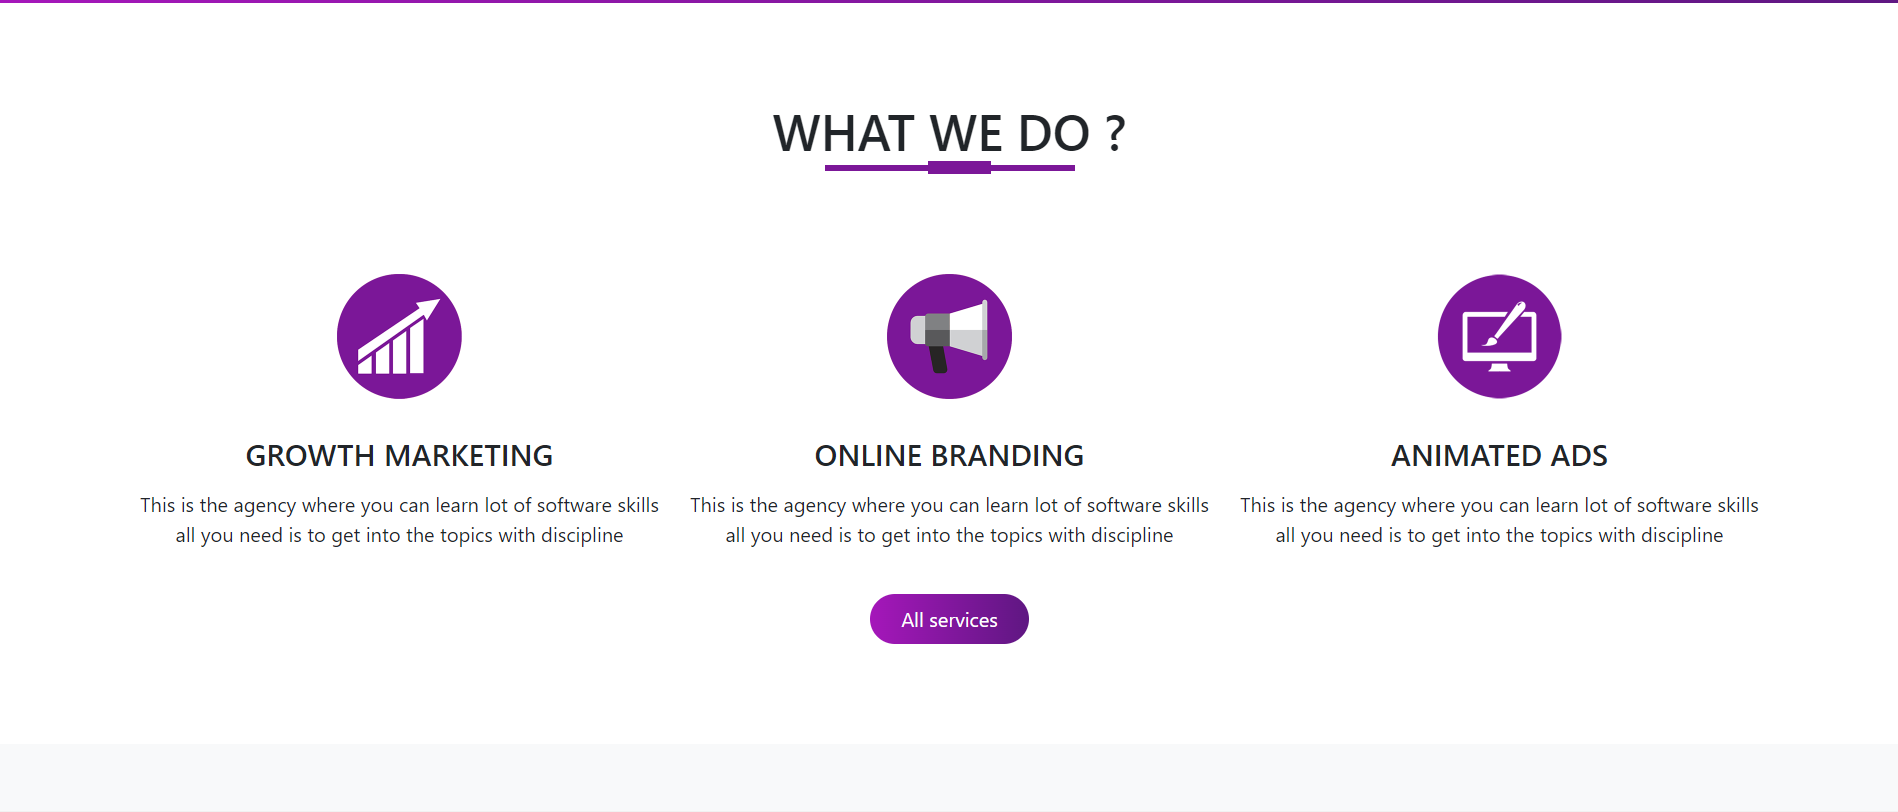 WHAT WE DO ?
GROWTH MARKETING
This is the agency where you can learn lot of software skills
all you need is to get into the topics with discipline
ONLINE BRANDING
This is the agency where you can learn lot of software skills
all you need is to get into the topics with discipline
ANIMATED ADS
This is the agency where you can learn lot of software skills
all you need is to get into the topics with discipline
All services